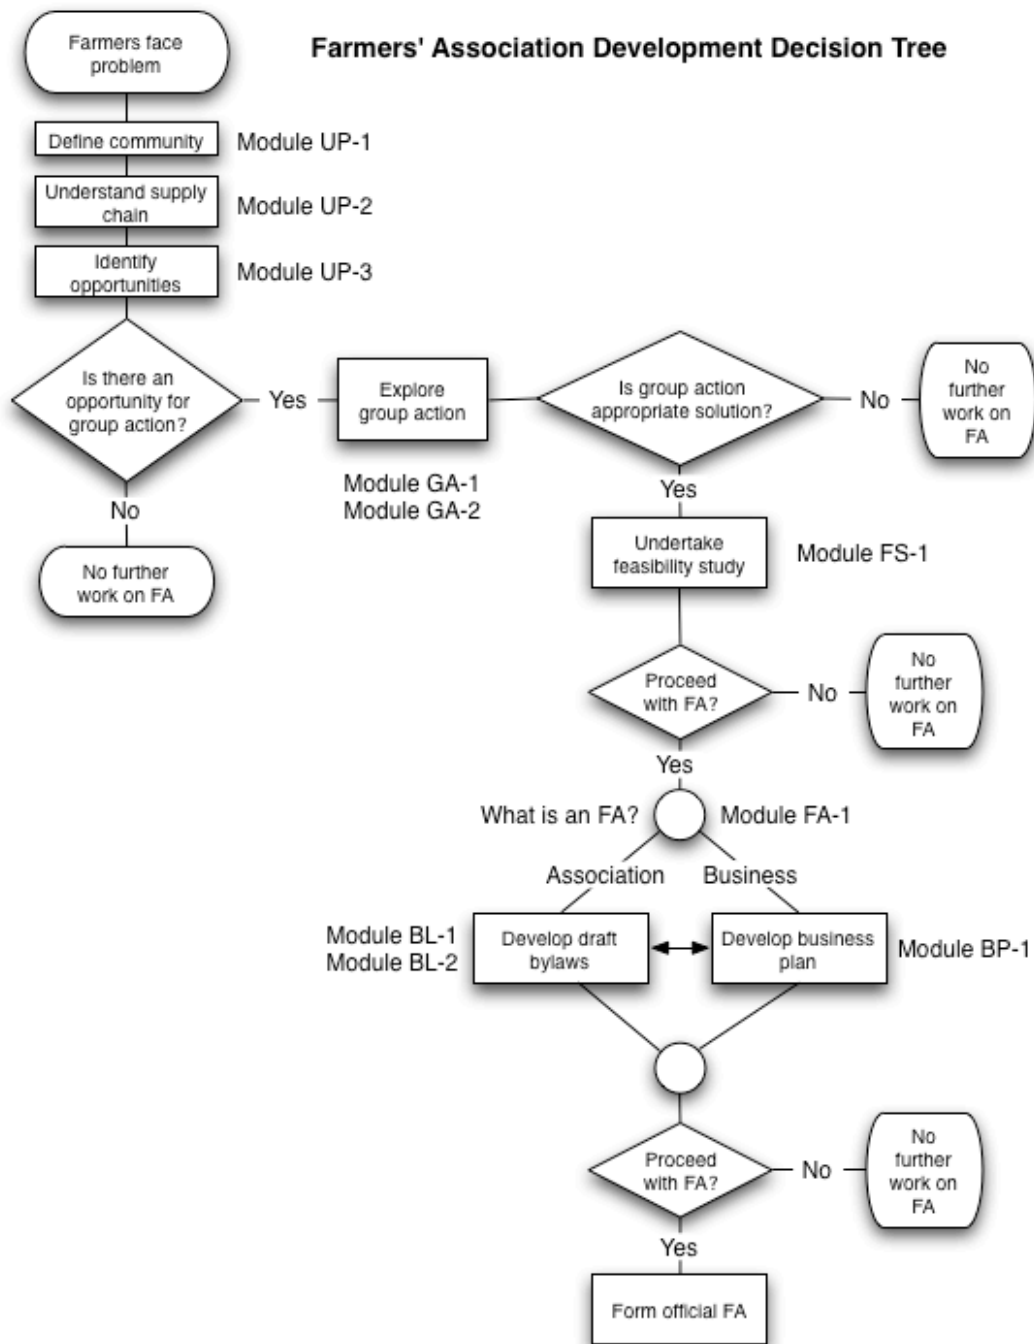 Farmers' Association Development Decision Tree
Farmers face
problem
Define community
Module UP-1
Understand supply
chain
Module UP-2
Identify
opportunities
Module UP-3
Is there an
opportunity for
group action?
Yes
Explore
group action
Module GA-1
Module GA-2
No
No further
work on FA
Is group action
appropriate solution?
No
No
further
work on
FA
Yes
Undertake
feasibility study
Module FS-1
Proceed
with FA?
No
No
further
work on
FA
Yes
What is an FA?
Module FA-1
Association
Business
Module BL-1
Module BL-2
Develop draft
bylaws
Develop business
plan
Module BP-1
Proceed
with FA?
No
No
further
work on
FA
Yes
Form official FA